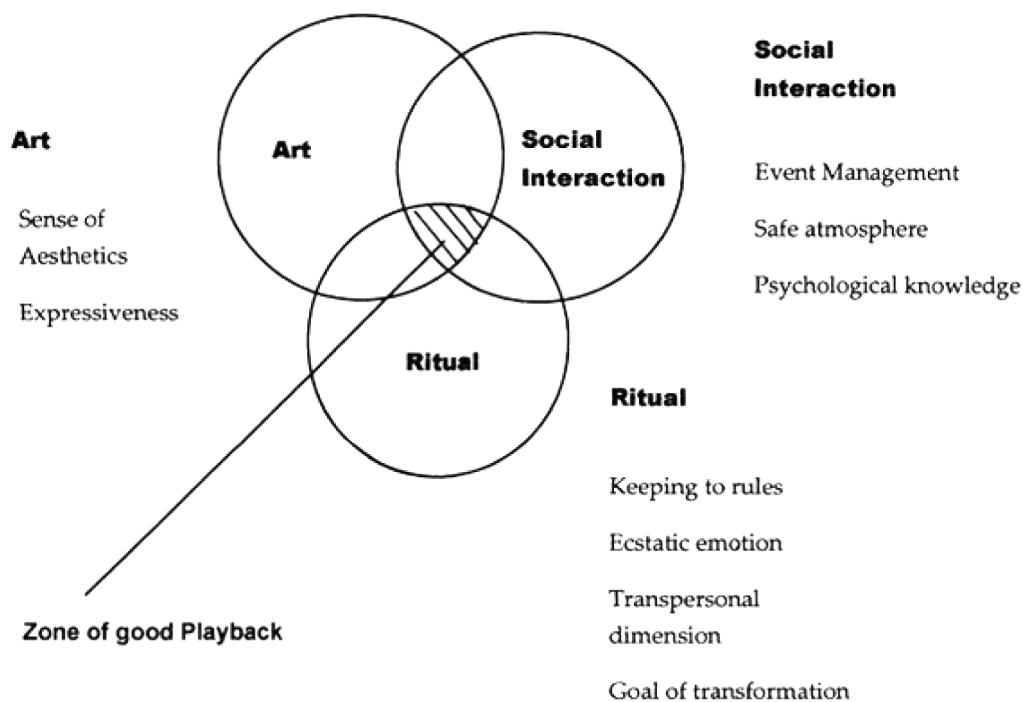 Art
Sense of
Aesthetics
Expressiveness
Art
Social
Interaction
Ritual
Social
Interaction
Event Management
Safe atmosphere
Psychological knowledge
Ritual
Keeping to rules
Ecstatic emotion
Transpersonal
dimension
Goal of transformation
Zone of good Playback